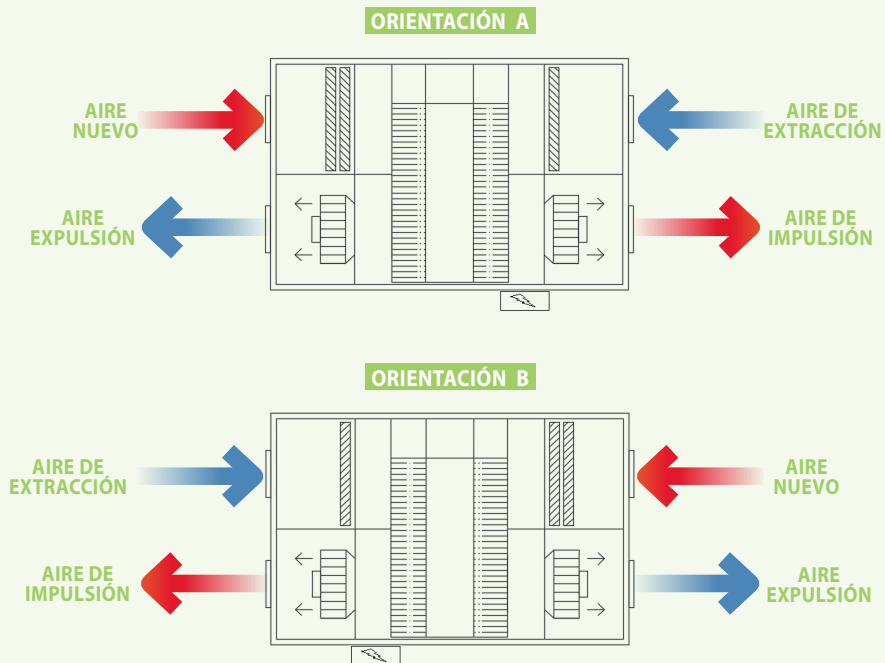 ORIENTACIÓN A
AIRE
NUEVO
AIRE DE
EXTRACCIÓN
AIRE
EXPULSIÓN
AIRE DE
IMPULSIÓN
ORIENTACIÓN B
AIRE DE
EXTRACCIÓN
AIRE
NUEVO
AIRE DE
IMPULSIÓN
AIRE
EXPULSIÓN